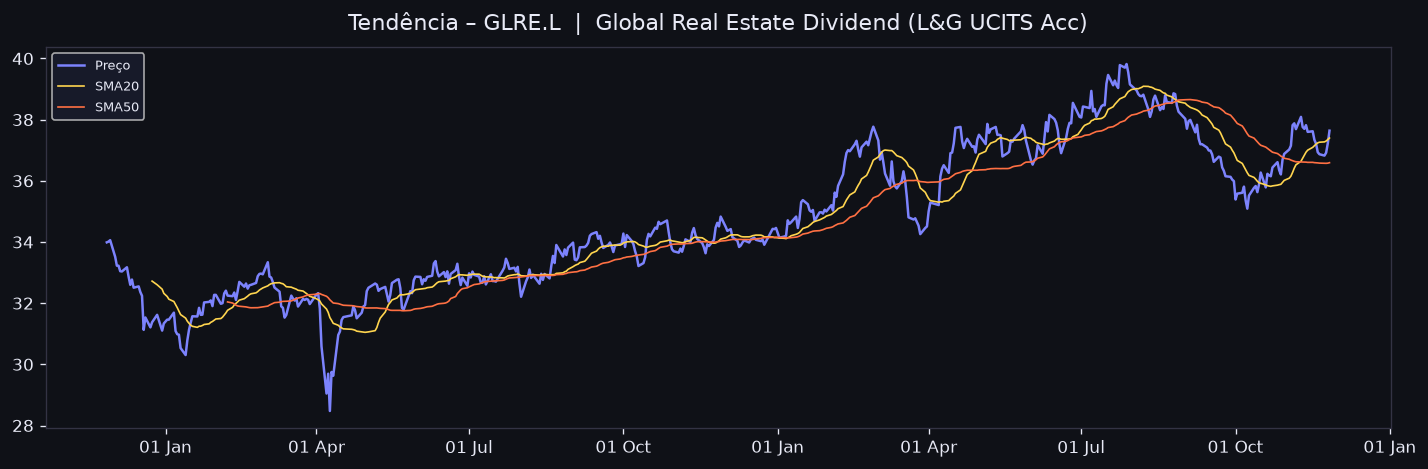 Tendência – GLRE.L | Global Real Estate Dividend (L&G UCITS Acc)
Preço
SMA20
SMA50
40
38
36
34
32
30
28
01 Jan
01 Apr
01 Jul
01 Oct
01 Jan
01 Apr
01 Jul
01 Oct
01 Jan